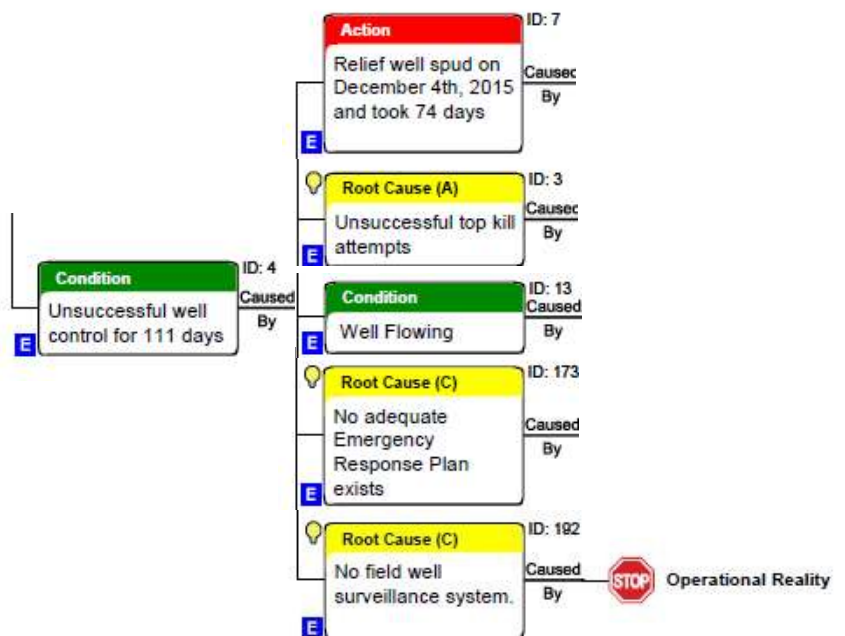 ID: 7
Action
Relief well spud on
December 4th, 2015
and took 74 days
Caused
By
E
ID: 3
Root Cause (A)
Unsuccessful top kill
attempts
Caused
By
E
ID: 4
Condition
Unsuccessful well
control for 111 days
Caused
By
E
ID: 13
Condition
Well Flowing
Caused
By
E
ID: 173
Root Cause (C)
No adequate
Emergency
Response Plan
exists
Caused
By
E
ID: 192
Root Cause (C)
No field well
surveillance system.
Caused
By
E
STOP
Operational Reality